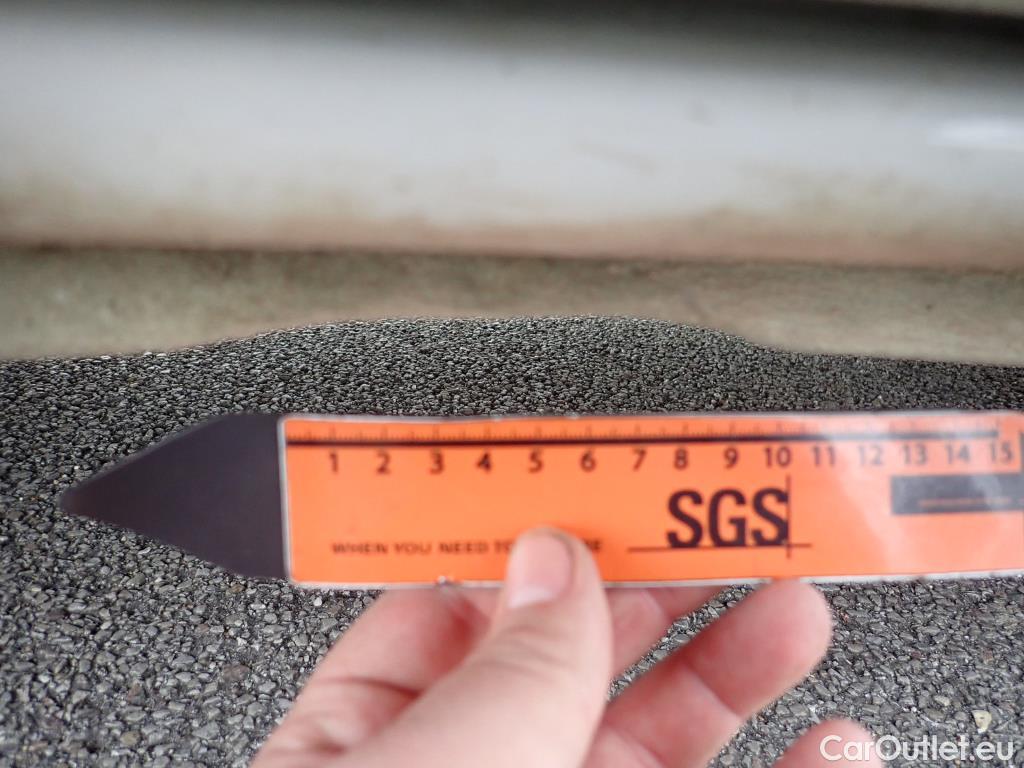 1 2 3 4 5 6 7 8 9 10 11 12 13 14 15
SGS
WHEN YOU NEED
CarOutlet.eu